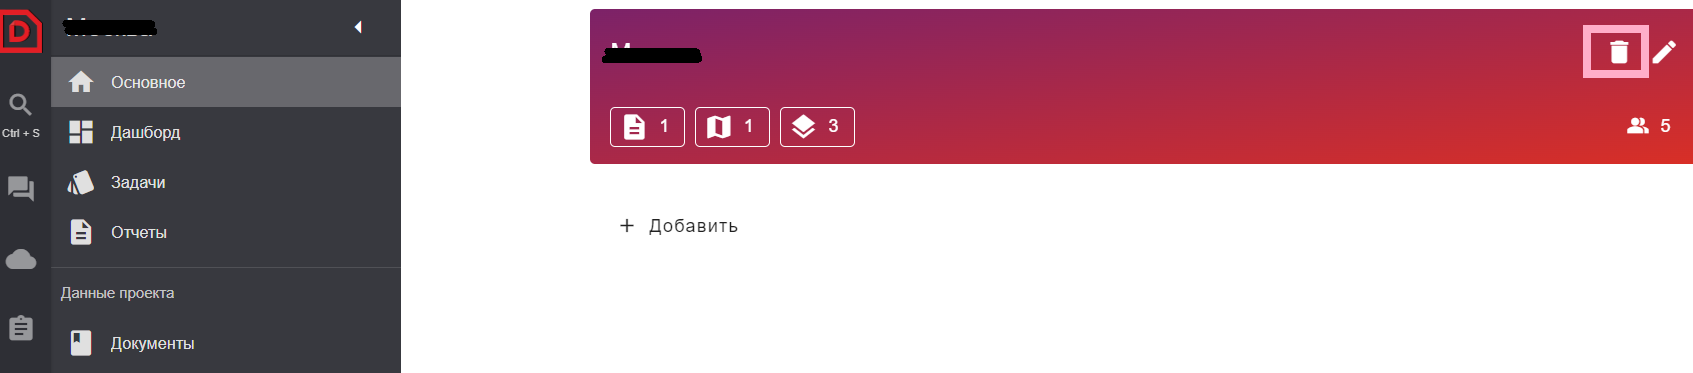 Ctrl + S
Основное
Дашборд
Задачи
Отчеты
Данные проекта
Документы
1
1
3
5
+ Добавить